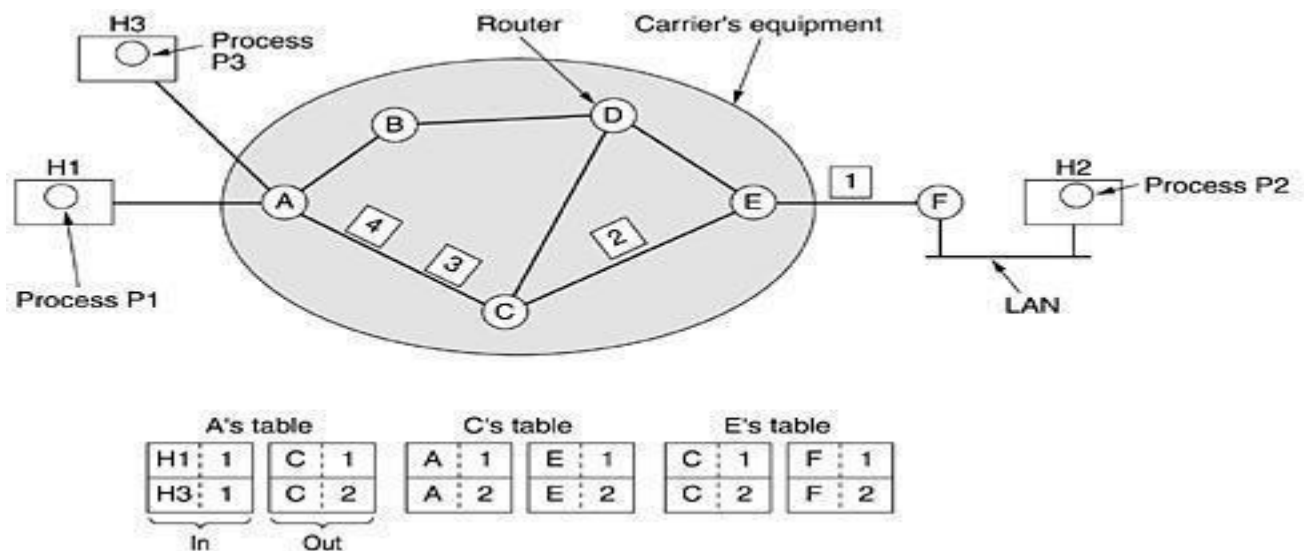 H3
Process
P3
Router
Carrier's equipment
B
D
H1
A
4
3
2
E
1
F
H2
Process P2
Process P1
C
LAN
A's table
C's table
E's table
H1 1 C 1 A 1 E 1 C 1 F 1
H3 1 C 2 A 2 E 2 C 2 F 2
In
Out